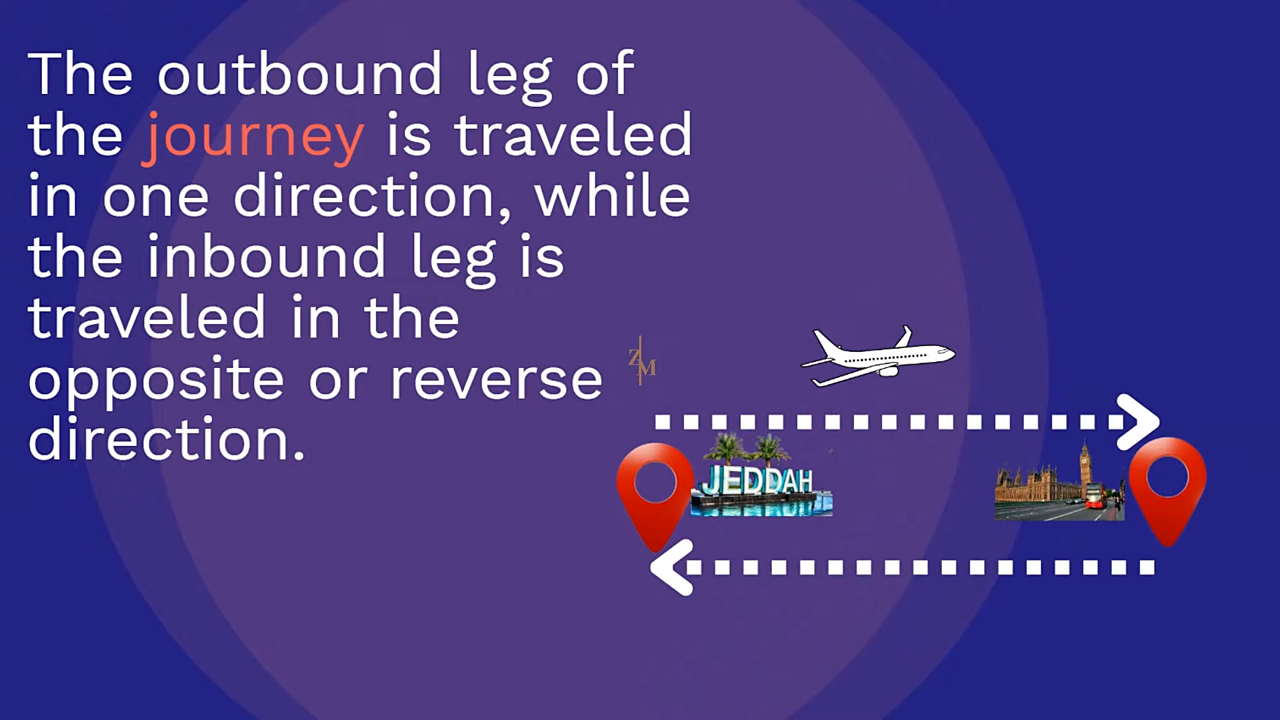 The outbound leg of
the journey is traveled
in one direction, while
the inbound leg is
traveled in the
opposite or reverse
direction.
Z
M
JEDDAH